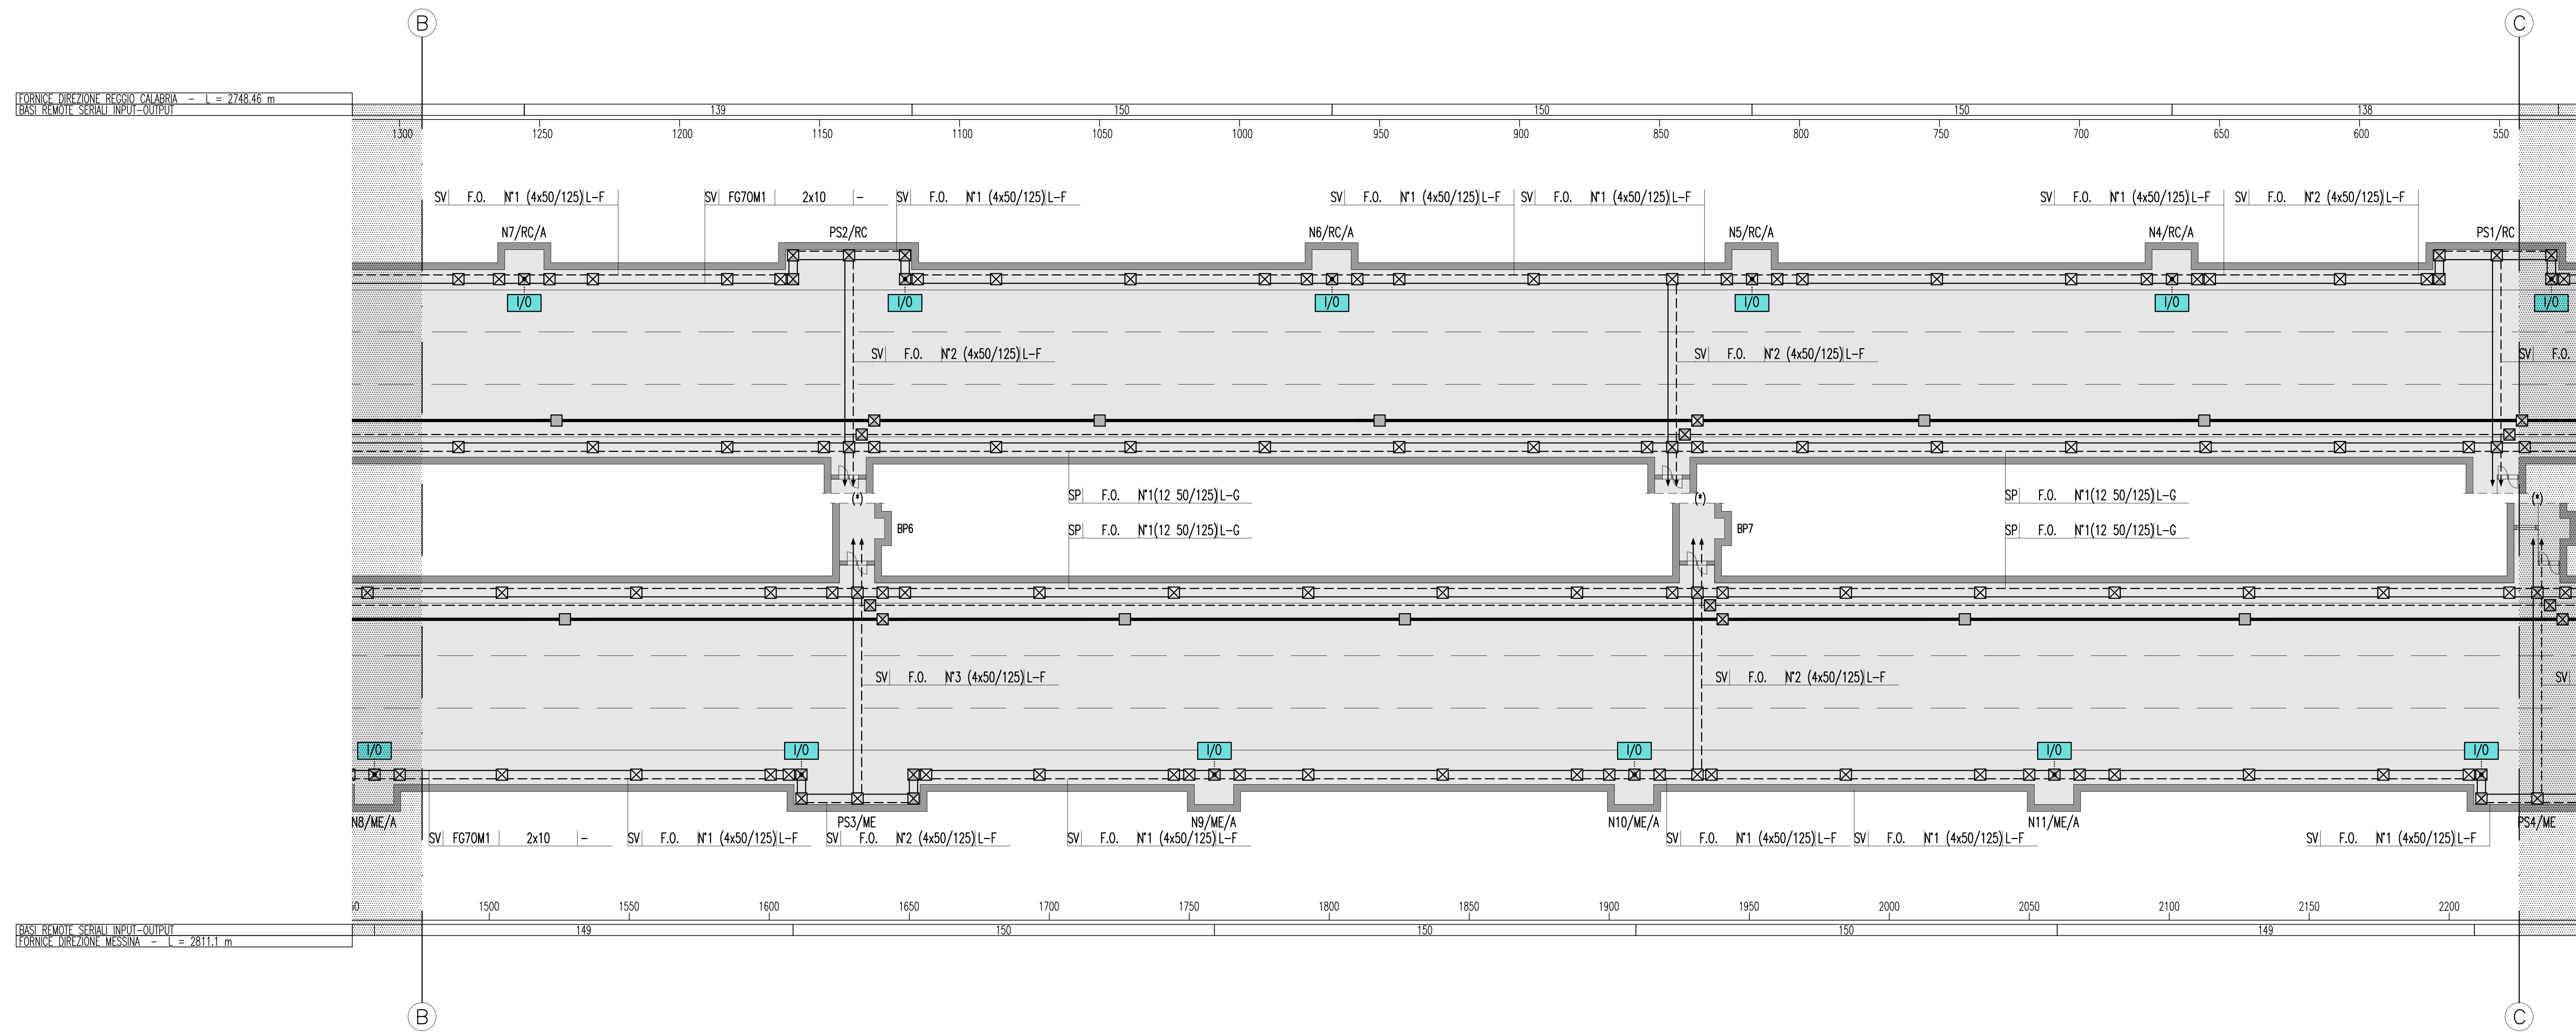 B
C
FORNICE DIREZIONE REGGIO CALABRIA - L = 2748.46 m
BASI REMOTE SERIALI INPUT-OUTPUT
139 150 150 150 138
1300 1250 1200 1150 1100 1050 1000 950 900 850 800 750 700 650 600 550
SV F.O. N°1 (4x50/125) L-F
SV FG7OM1 2x10 -
SV F.O. N°1 (4x50/125) L-F
SV F.O. N°1 (4x50/125) L-F
SV F.O. N°1 (4x50/125) L-F
SV F.O. N°1 (4x50/125) L-F
SV F.O. N°2 (4x50/125) L-F
N7/RC/A PS2/RC N6/RC/A N5/RC/A N4/RC/A PS1/RC
I/O I/O I/O I/O I/O I/O
SV F.O. N°2 (4x50/125) L-F
SV F.O. N°2 (4x50/125) L-F
SV F.O.
(*) (*) (*)
SP F.O. N°1(12 50/125) L-G
SP F.O. N°1(12 50/125) L-G
BP6 BP7
SP F.O. N°1(12 50/125) L-G
SP F.O. N°1(12 50/125) L-G
SV F.O. N°3 (4x50/125) L-F
SV F.O. N°2 (4x50/125) L-F
SV
I/O I/O I/O I/O I/O I/O
N8/ME/A PS3/ME N9/ME/A N10/ME/A N11/ME/A PS4/ME
SV FG7OM1 2x10 -
SV F.O. N°1 (4x50/125) L-F
SV F.O. N°2 (4x50/125) L-F
SV F.O. N°1 (4x50/125) L-F
SV F.O. N°1 (4x50/125) L-F
SV F.O. N°1 (4x50/125) L-F
SV F.O. N°1 (4x50/125) L-F
1500 1550 1600 1650 1700 1750 1800 1850 1900 1950 2000 2050 2100 2150 2200
BASI REMOTE SERIALI INPUT-OUTPUT
149 150 150 150 149
FORNICE DIREZIONE MESSINA - L = 2811.1 m
B
C